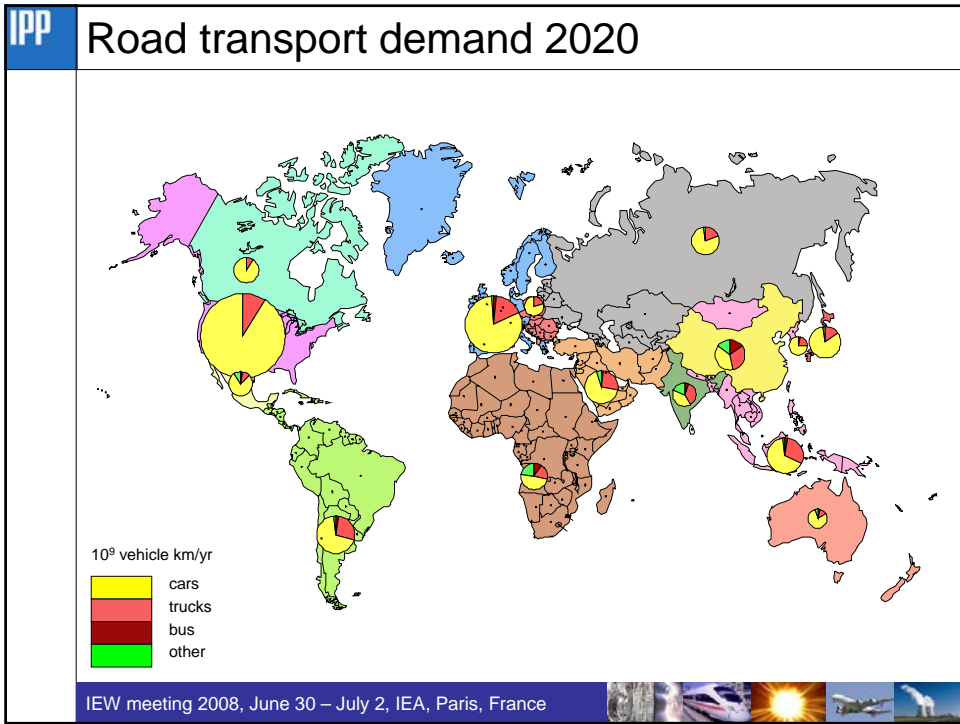 IPP
Road transport demand 2020
10⁹ vehicle km/yr
cars
trucks
bus
other
IEW meeting 2008, June 30 – July 2, IEA, Paris, France